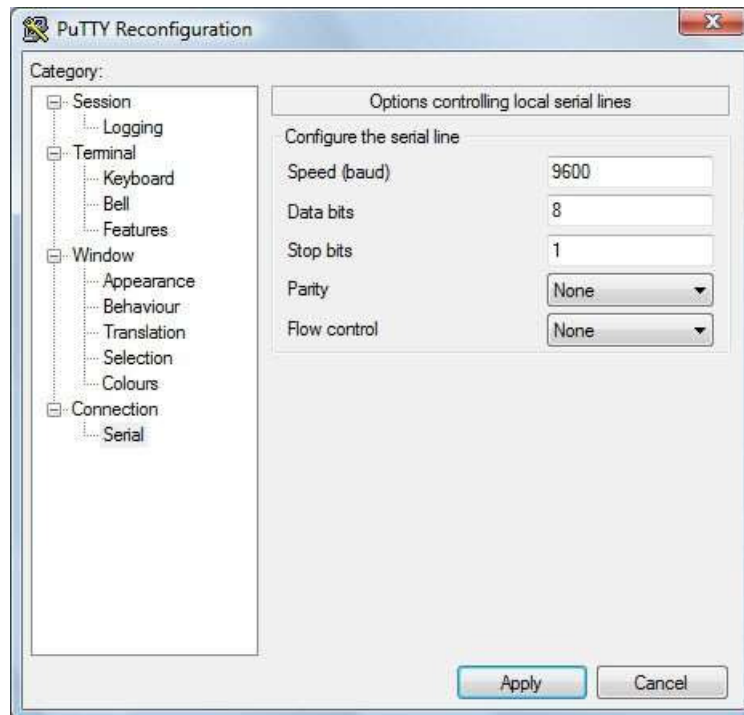 PuTTY Reconfiguration
Category:
Session
Logging
Terminal
Keyboard
Bell
Features
Window
Appearance
Behaviour
Translation
Selection
Colours
Connection
Serial
Options controlling local serial lines
Configure the serial line
Speed (baud) 9600
Data bits 8
Stop bits 1
Parity None
Flow control None
Apply Cancel